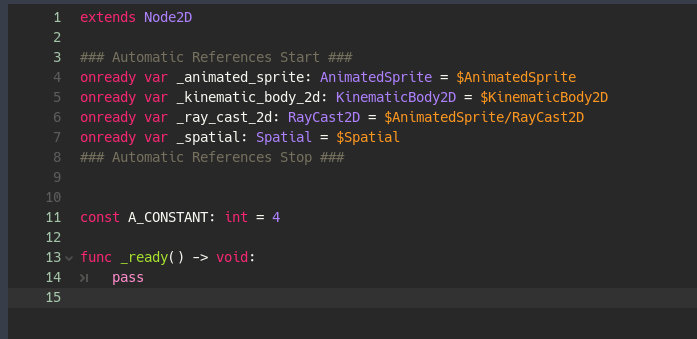 1 extends Node2D
2
3 ### Automatic References Start ###
4 onready var _animated_sprite: AnimatedSprite = $AnimatedSprite
5 onready var _kinematic_body_2d: KinematicBody2D = $KinematicBody2D
6 onready var _ray_cast_2d: RayCast2D = $AnimatedSprite/RayCast2D
7 onready var _spatial: Spatial = $Spatial
8 ### Automatic References Stop ###
9
10
11 const A_CONSTANT: int = 4
12
13 func _ready() -> void:
14 pass
15